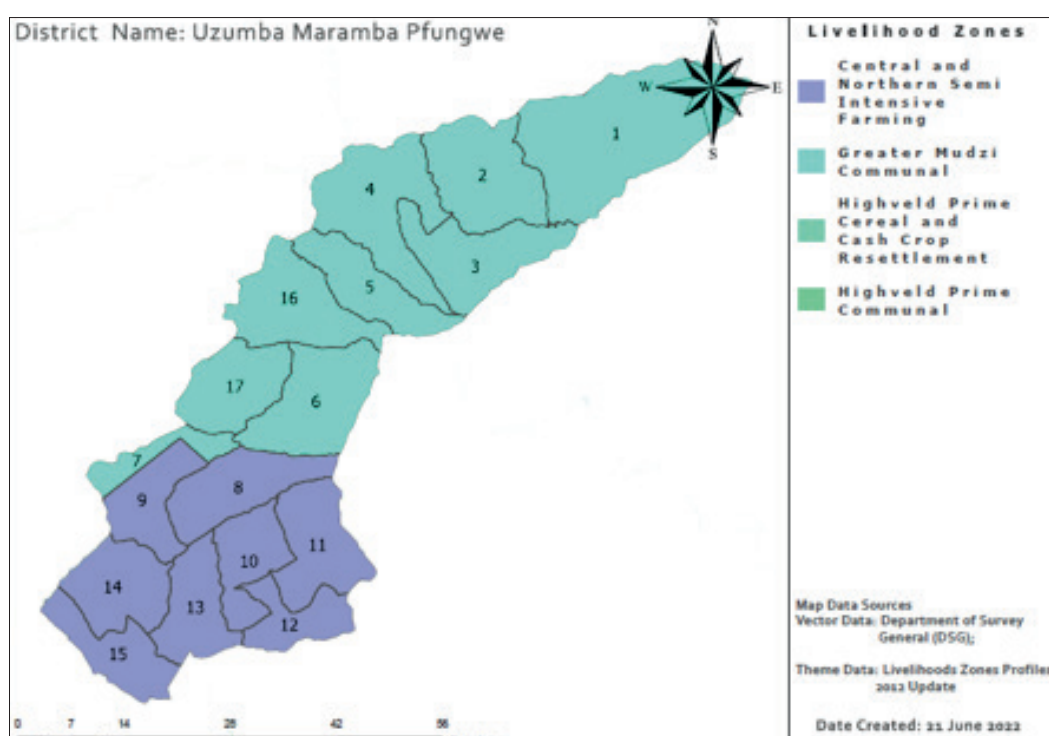 District Name: Uzumba Maramba Pfungwe
N
W
E
S
1
2
4
3
5
16
17
6
7
9
8
11
10
14
13
12
15
0 7 14 28 42 56
Livelihood Zones
Central and
Northern Semi
Intensive
Farming
Greater Mudzi
Communal
Highveld Prime
Cereal and
Cash Crop
Resettlement
Highveld Prime
Communal
Map Data Sources
Vector Data: Department of Survey
General (DSG);
Theme Data: Livelihoods Zones Profiles
2012 Update
Date Created: 21 June 2022